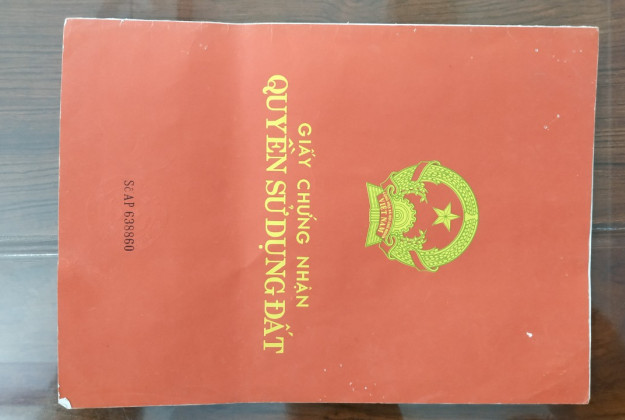 VIỆT NAM
GIẤY CHỨNG NHẬN
QUYỀN SỬ DỤNG ĐẤT
Số AP 638860